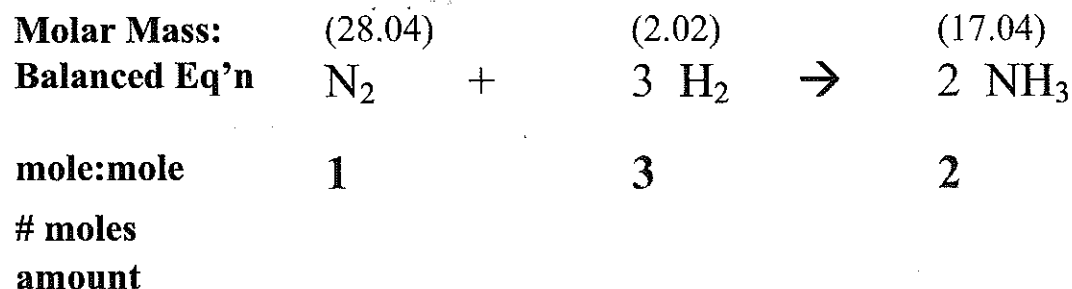 Molar Mass: (28.04) (2.02) (17.04)
Balanced Eq'n N₂ + 3 H₂ → 2 NH₃
mole:mole 1 3 2
# moles
amount